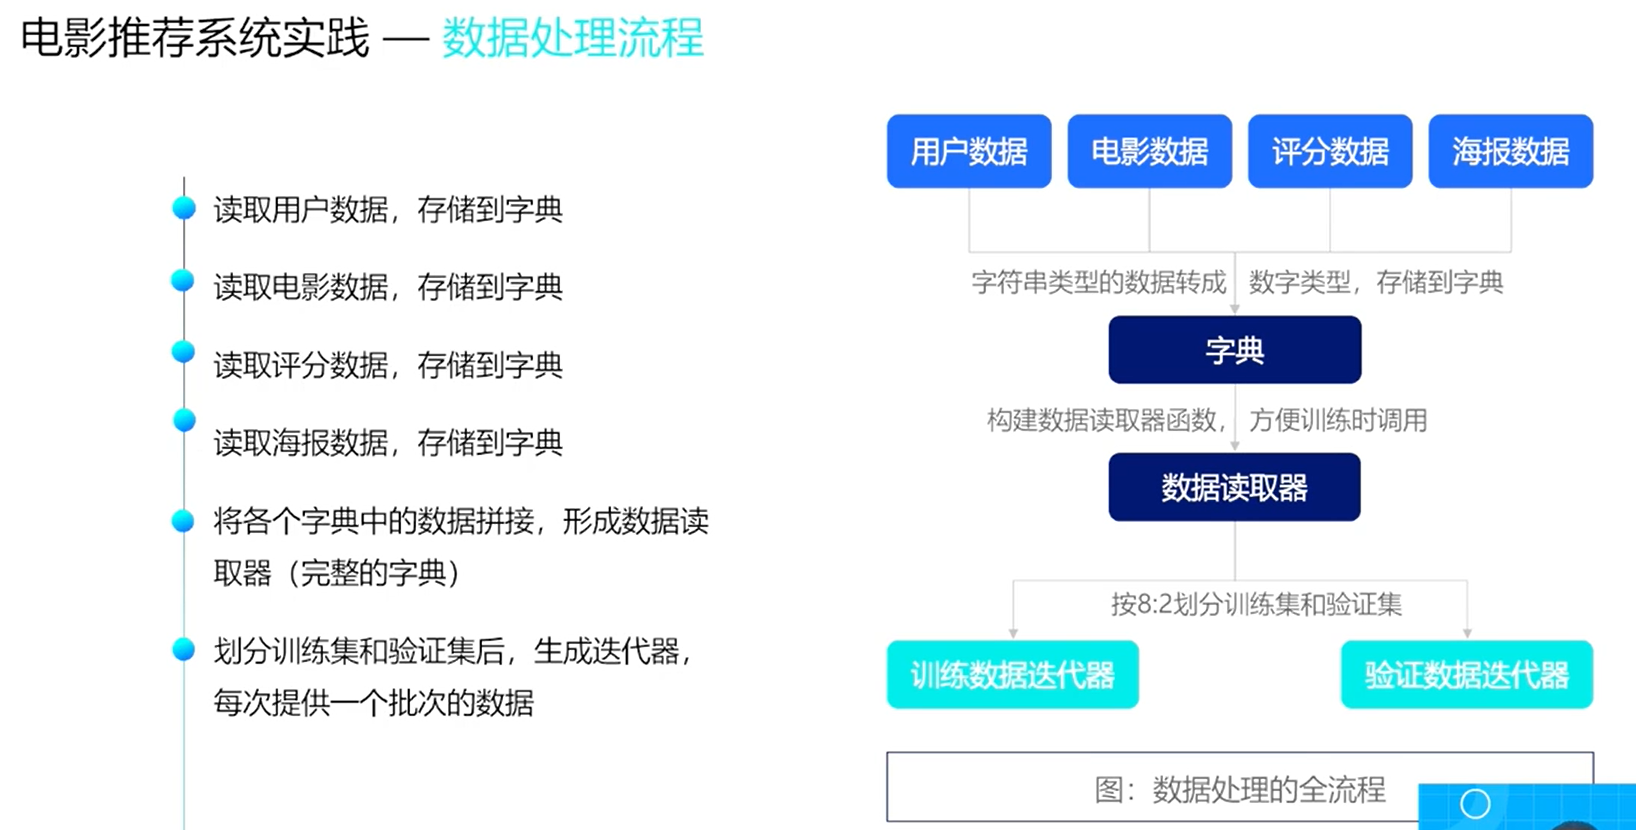 电影推荐系统实践 — 数据处理流程
读取用户数据，存储到字典
读取电影数据，存储到字典
读取评分数据，存储到字典
读取海报数据，存储到字典
将各个字典中的数据拼接，形成数据读
取器（完整的字典）
划分训练集和验证集后，生成迭代器，
每次提供一个批次的数据
用户数据 电影数据 评分数据 海报数据
字符串类型的数据转成 数字类型，存储到字典
字典
构建数据读取器函数， 方便训练时调用
数据读取器
按8:2划分训练集和验证集
训练数据迭代器 验证数据迭代器
图：数据处理的全流程